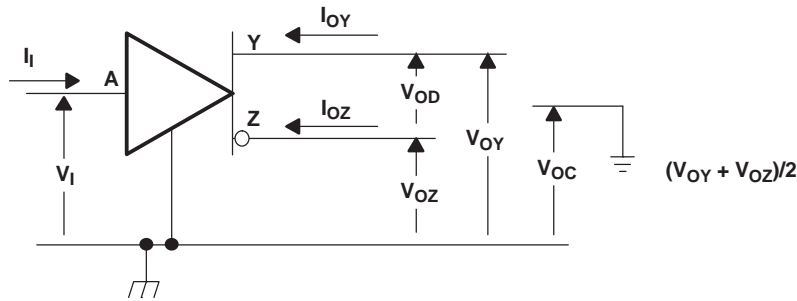 I_OY
Y
I_I
A
V_OD
Z
I_OZ
V_OY
V_I
V_OZ
V_OC
(V_OY + V_OZ)/2